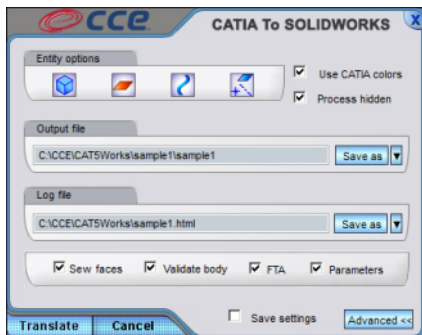 CCE CATIA To SOLIDWORKS X
Entity options
Use CATIA colors
Process hidden
Output file
C:\CCE\CAT5Works\sample1\sample1 Save as
Log file
C:\CCE\CAT5Works\sample1.html Save as
Sew faces Validate body FTA Parameters
Save settings Advanced <<
Translate Cancel